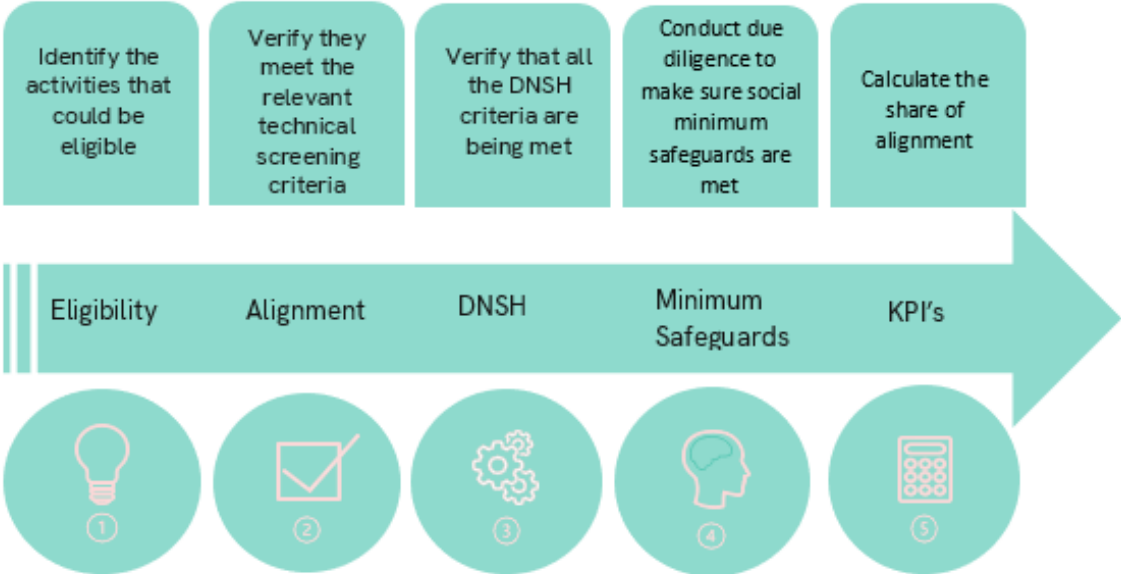 Identify the
activities that
could be
eligible
Verify they
meet the
relevant
technical
screening
criteria
Verify that all
the DNSH
criteria are
being met
Conduct due
diligence to
make sure social
minimum
safeguards are
met
Calculate the
share of
alignment
Eligibility
Alignment
DNSH
Minimum
Safeguards
KPI's
1
2
3
4
5